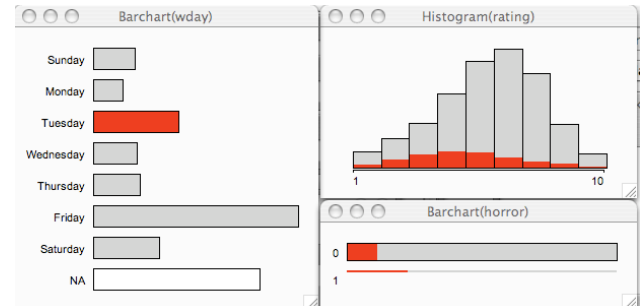 Barchart(wday)
Sunday
Monday
Tuesday
Wednesday
Thursday
Friday
Saturday
NA
Histogram(rating)
1 10
Barchart(horror)
0
1